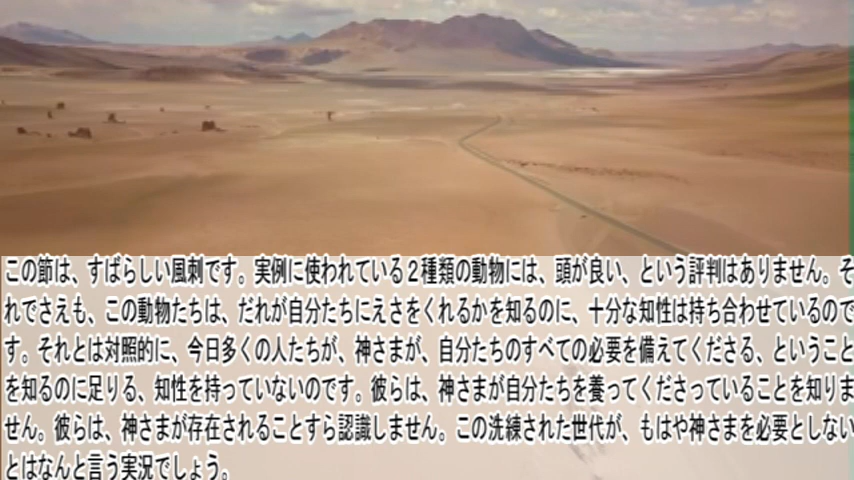 この節は、すばらしい風刺です。実例に使われている２種類の動物には、頭が良い、という評判はありません。そ
れでさえも、この動物たちは、だれが自分たちにえさをくれるかを知るのに、十分な知性は持ち合わせているので
す。それとは対照的に、今日多くの人たちが、神さまが、自分たちのすべての必要を備えてくださる、ということ
を知るのに足りる、知性を持っていないのです。彼らは、神さまが自分たちを養ってくださっていることを知りま
せん。彼らは、神さまが存在されることすら認識しません。この洗練された世代が、もはや神さまを必要としない
とはなんと言う実況でしょう。